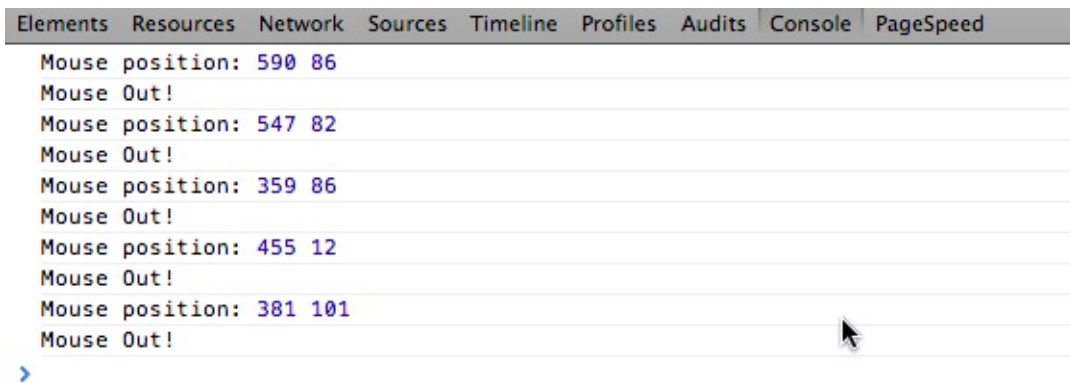 Elements Resources Network Sources Timeline Profiles Audits Console PageSpeed
Mouse position: 590 86
Mouse Out!
Mouse position: 547 82
Mouse Out!
Mouse position: 359 86
Mouse Out!
Mouse position: 455 12
Mouse Out!
Mouse position: 381 101
Mouse Out!